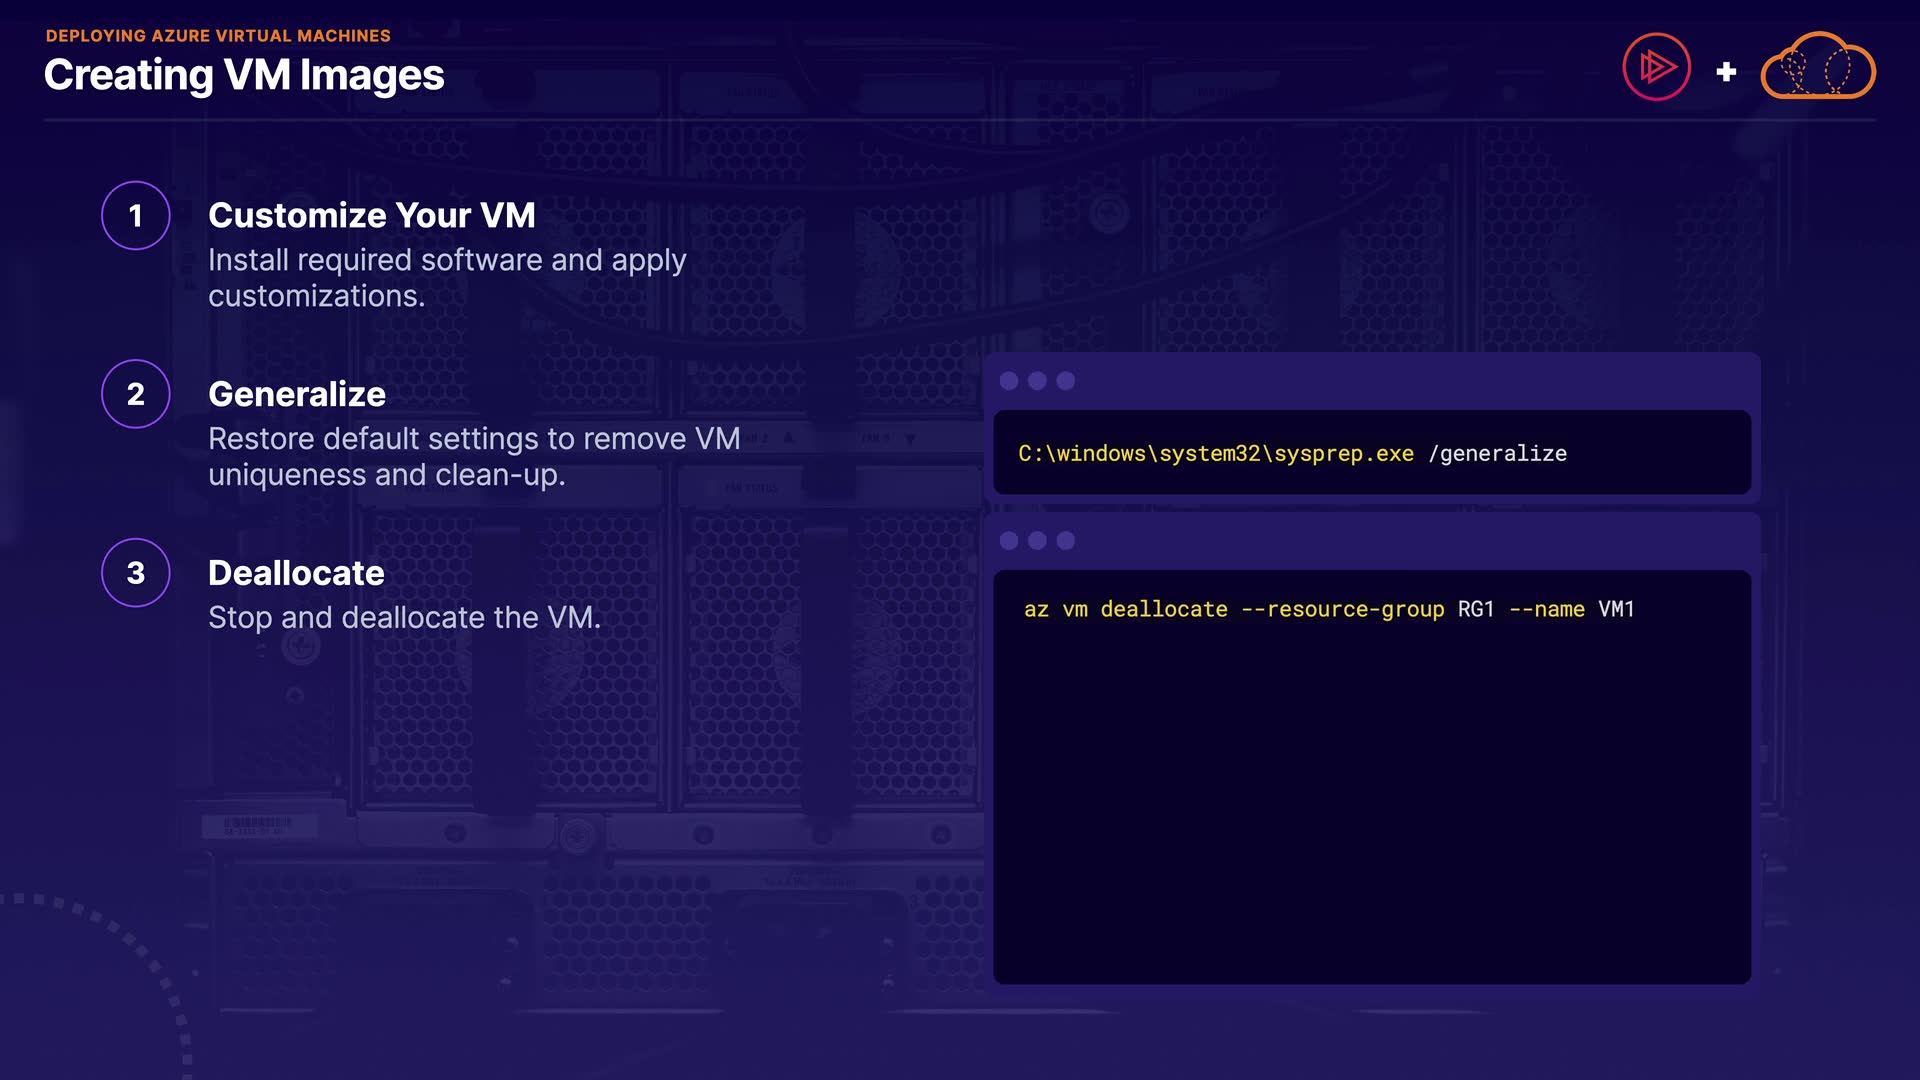 DEPLOYING AZURE VIRTUAL MACHINES
Creating VM Images
1
Customize Your VM
Install required software and apply
customizations.
2
Generalize
Restore default settings to remove VM
uniqueness and clean-up.
3
Deallocate
Stop and deallocate the VM.
C:\windows\system32\sysprep.exe /generalize
az vm deallocate --resource-group RG1 --name VM1
FAN STATUS